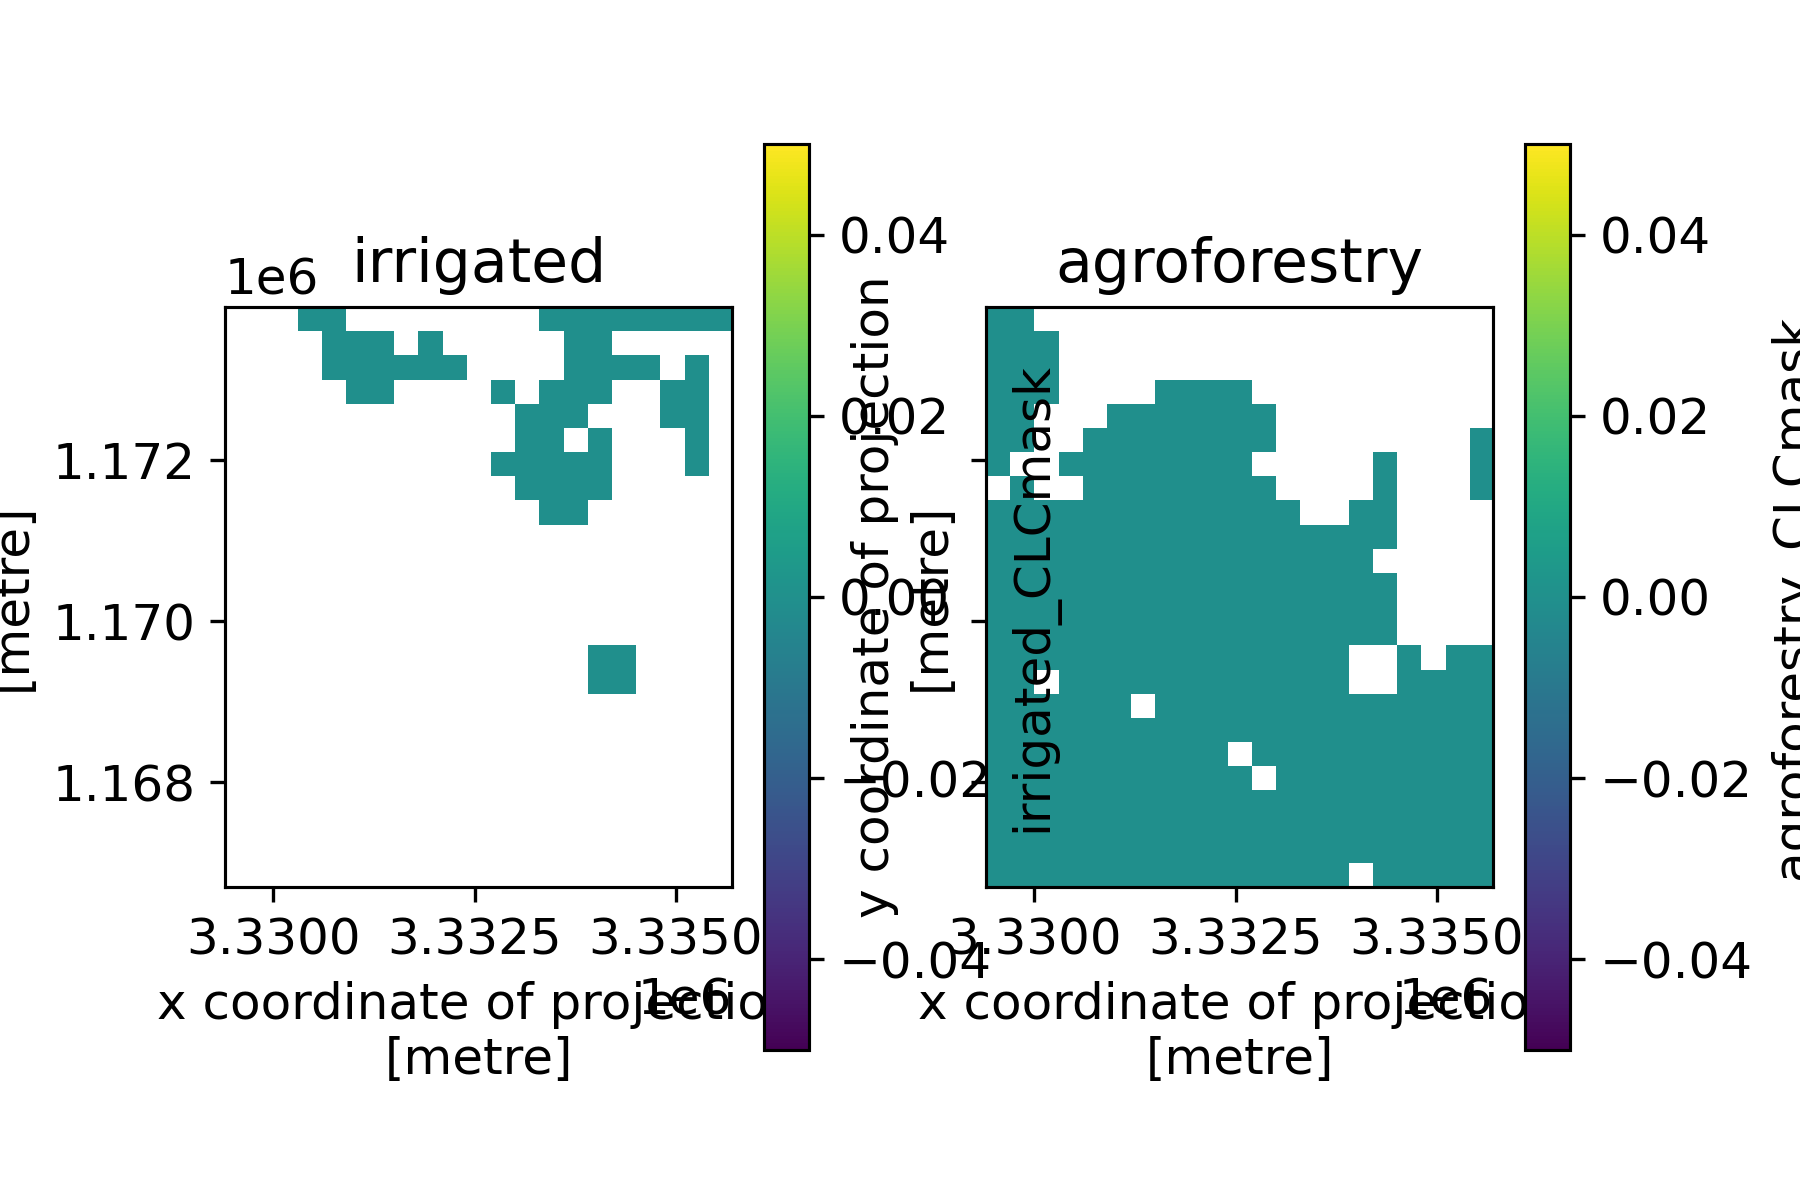 irrigated
1e6
1.172
1.170
1.168
[metre]
3.3300 3.3325 3.3350
1e6
x coordinate of projectio
[metre]
0.04
0.02
0.00
−0.02
−0.04
irrigated_CLCmask
agroforestry
y coordinate of projection
[metre]
3.3300 3.3325 3.3350
1e6
x coordinate of projectio
[metre]
0.04
0.02
0.00
−0.02
−0.04
agroforestry_CLCmask